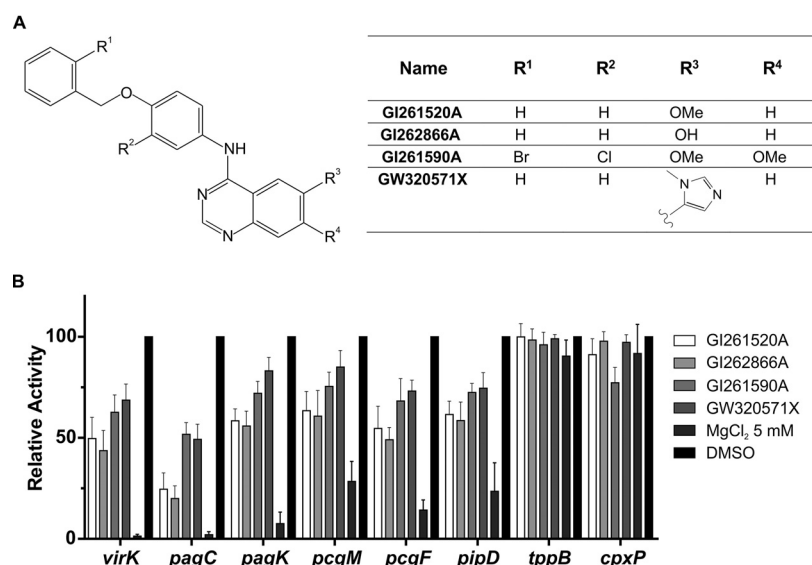 A
R¹
O
R²
NH
N
N
R³
R⁴
Name R¹ R² R³ R⁴
GI261520A H H OMe H
GI262866A H H OH H
GI261590A Br Cl OMe OMe
GW320571X H H H
N
N
B
Relative Activity
100
50
0
virK pagC pagK pcgM pcgF pipD tppB cpxP
GI261520A
GI262866A
GI261590A
GW320571X
MgCl₂ 5 mM
DMSO